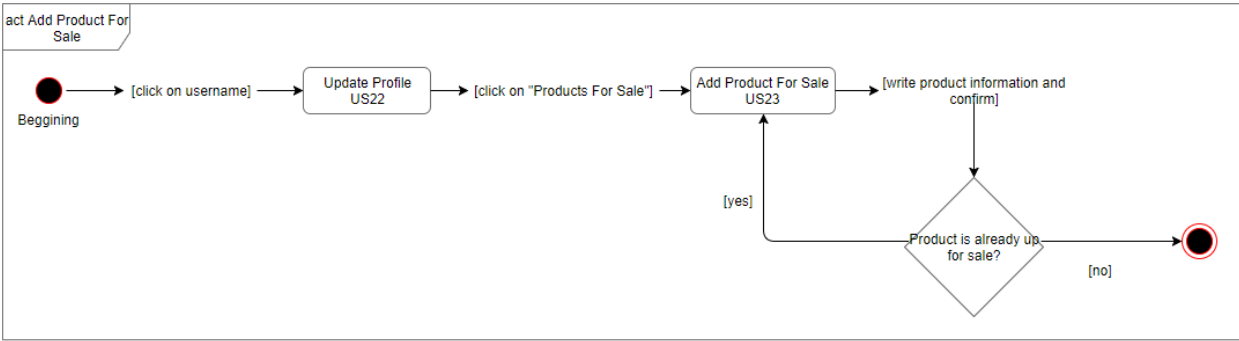 act Add Product For
Sale
Beggining
[click on username]
Update Profile
US22
[click on "Products For Sale"]
Add Product For Sale
US23
[write product information and
confirm]
[yes]
Product is already up
for sale?
[no]